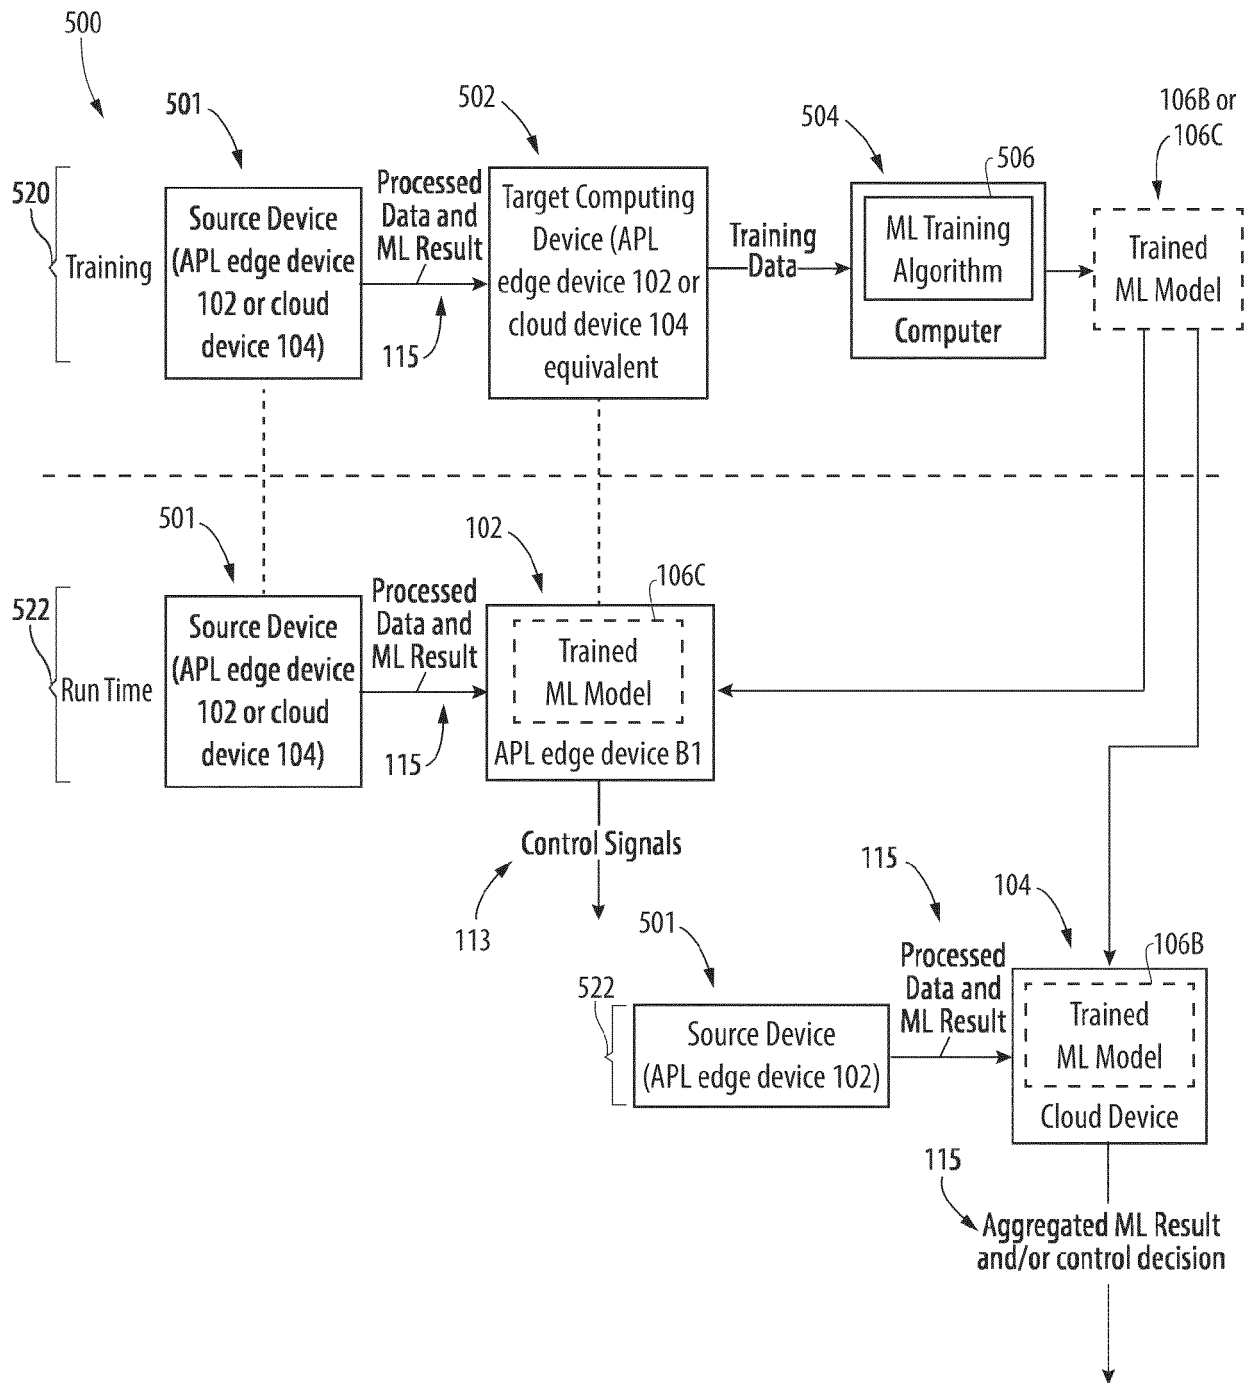 500
501
502
504
506
106B or
106C
520
Training
Source Device
(APL edge device
102 or cloud
device 104)
Processed
Data and
ML Result
115
Target Computing
Device (APL
edge device 102 or
cloud device 104
equivalent
Training
Data
ML Training
Algorithm
Computer
Trained
ML Model
501
102
522
Run Time
Source Device
(APL edge device
102 or cloud
device 104)
Processed
Data and
ML Result
115
106C
Trained
ML Model
APL edge device B1
Control Signals
113
501
522
Source Device
(APL edge device 102)
115
Processed
Data and
ML Result
104
106B
Trained
ML Model
Cloud Device
115
Aggregated ML Result
and/or control decision